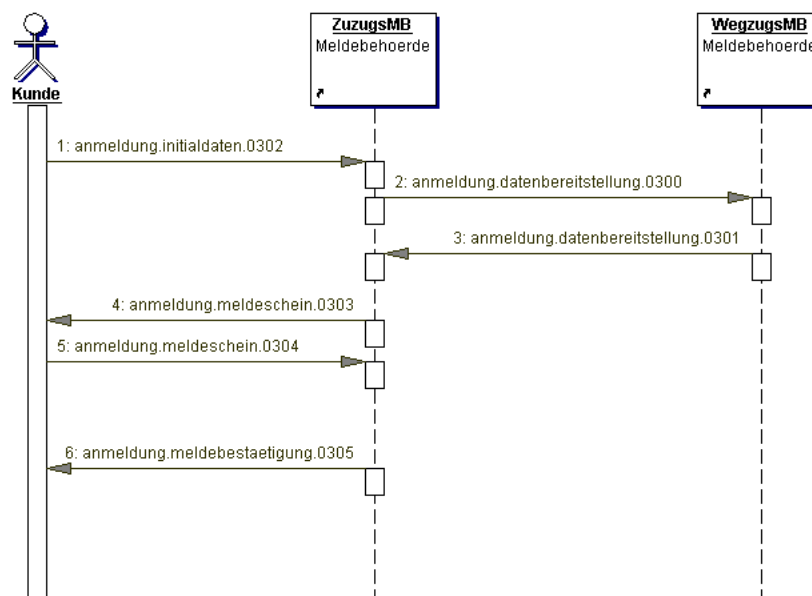 ZuzugsMB
Meldebehoerde
WegzugsMB
Meldebehoerde
Kunde
1: anmeldung.initialdaten.0302
2: anmeldung.datenbereitstellung.0300
3: anmeldung.datenbereitstellung.0301
4: anmeldung.meldeschein.0303
5: anmeldung.meldeschein.0304
6: anmeldung.meldebestaetigung.0305